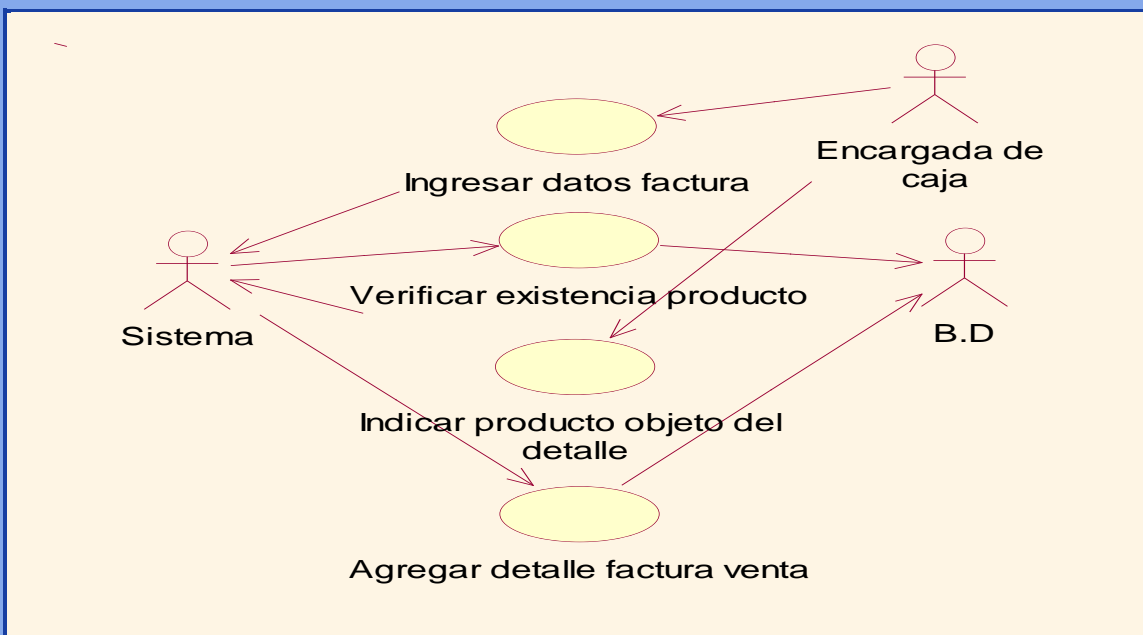 Encargada de
caja
Ingresar datos factura
Verificar existencia producto
Sistema
B.D
Indicar producto objeto del
detalle
Agregar detalle factura venta